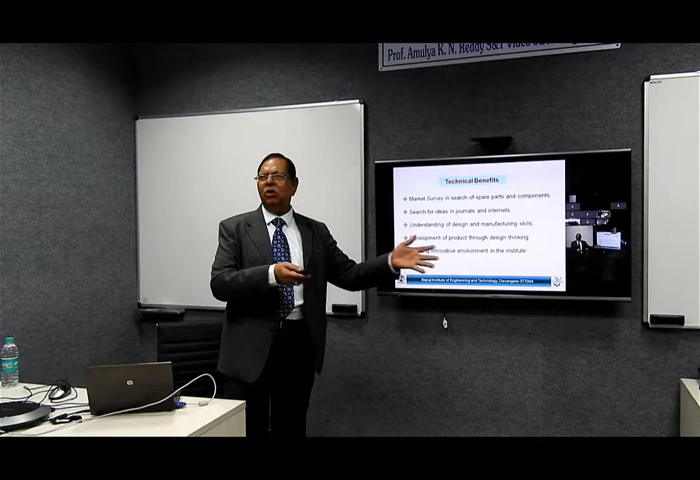 Prof. Amulya K. N. Reddy S&T Video
Technical Benefits
Market Survey in search of spare parts and components.
Search for ideas in journals and internets.
Understanding of design and manufacturing skills.
Development of product through design thinking
innovative environment in the institute
Bapuji Institute of Engineering and Technology, Davangere-577004
hp